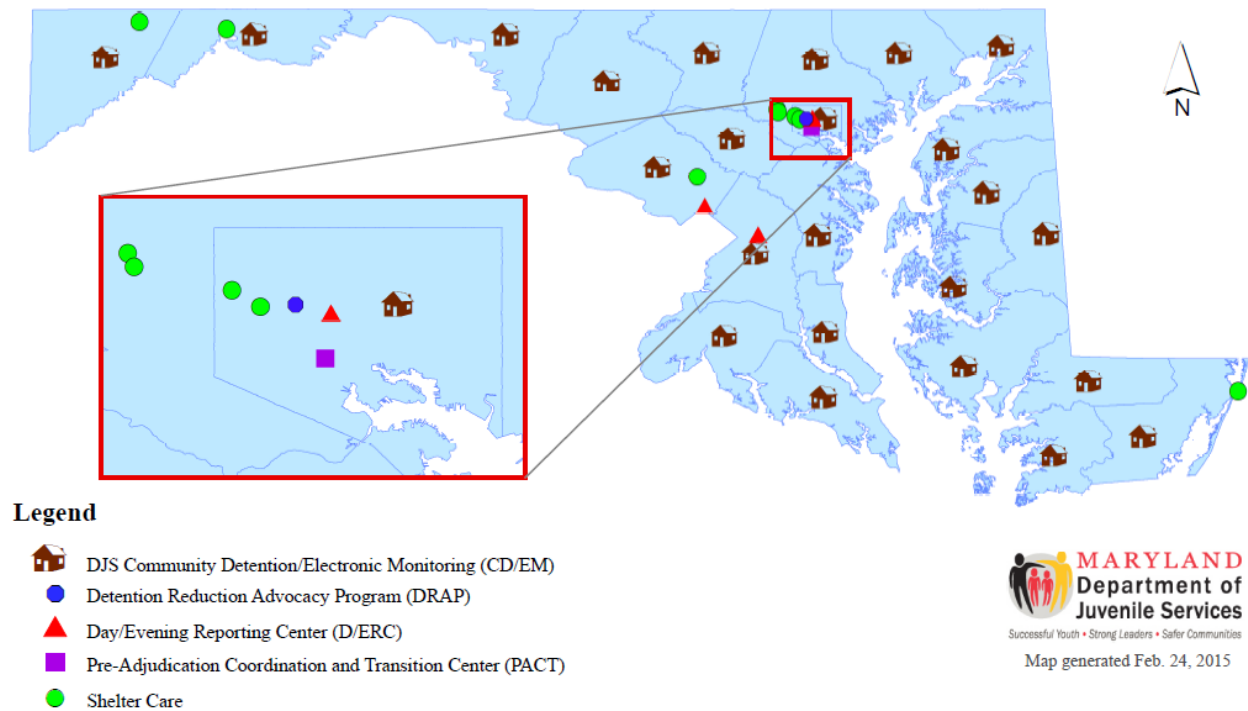 N
Legend
DJS Community Detention/Electronic Monitoring (CD/EM)
Detention Reduction Advocacy Program (DRAP)
Day/Evening Reporting Center (D/ERC)
Pre-Adjudication Coordination and Transition Center (PACT)
Shelter Care
MARYLAND
Department of
Juvenile Services
Successful Youth • Strong Leaders • Safer Communities
Map generated Feb. 24, 2015